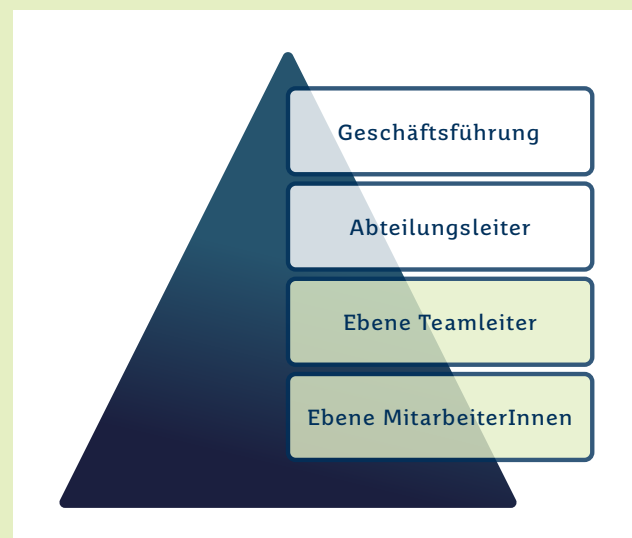 Geschäftsführung
Abteilungsleiter
Ebene Teamleiter
Ebene MitarbeiterInnen